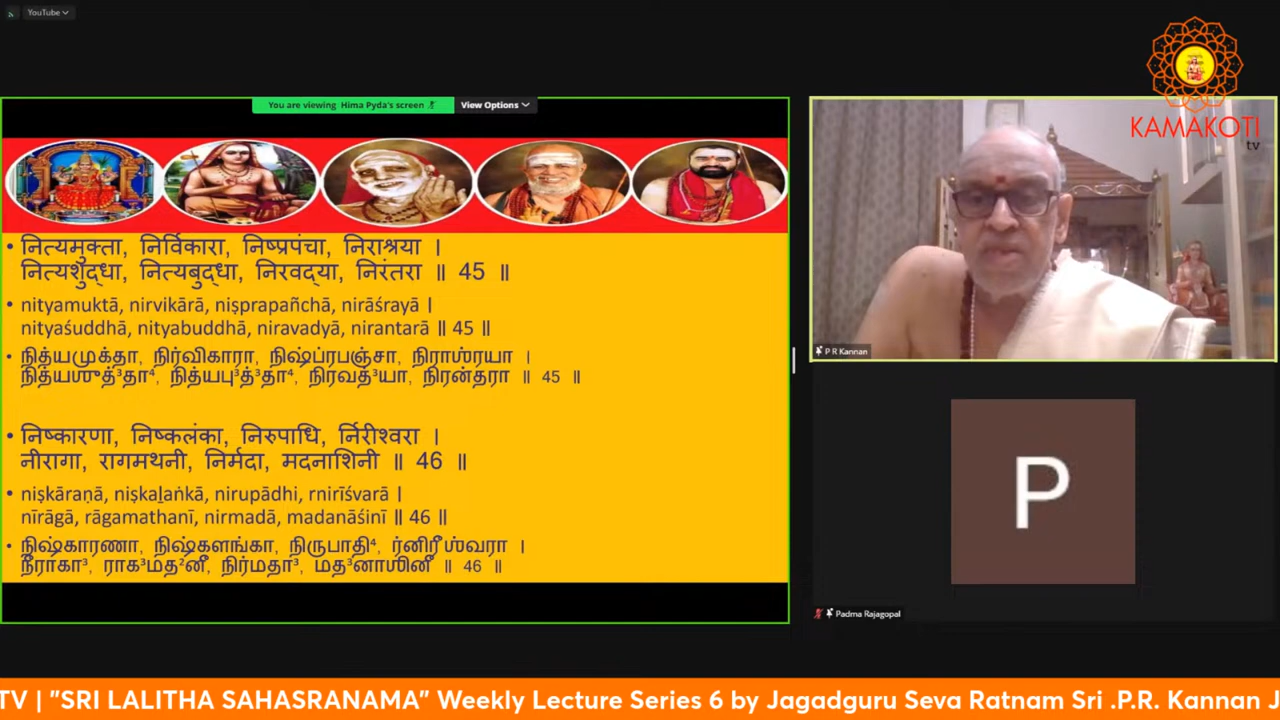 YouTube
You are viewing Hima Pyda's screen
View Options
KAMAKOTI
tv
• नित्यमुक्ता, निर्विकारा, निष्प्रपंचा, निराश्रया ।
नित्यशुद्धा, नित्यबुद्धा, निरवद्या, निरंतरा ॥ 45 ॥
• nityamuktā, nirvikārā, niṣprapañchā, nirāśrayā |
nityaśuddhā, nityabuddhā, niravadyā, nirantarā ‖ 45 ‖
• நித்யமுக்தா, நிர்விகாரா, நிஷ்ப்ரபஞ்சா, நிராஶ்ரயா ।
நித்யஶுத்³தா⁴, நித்யபு³த்³தா⁴, நிரவத்³யா, நிரன்தரா ॥ 45 ॥
• निष्कारणा, निष्कलंका, निरुपाधि, र्निरीश्वरा ।
नीरागा, रागमथनी, निर्मदा, मदनाशिनी ॥ 46 ॥
• niṣkāraṇā, niṣkaḻaṅkā, nirupādhi, rnirīśvarā |
nīrāgā, rāgamathanī, nirmadā, madanāśinī ‖ 46 ‖
• நிஷ்காரணா, நிஷ்களங்கா, நிருபாதி⁴, ர்னிரீஶ்வரா ।
நீராகா³, ராக³மத²னீ, நிர்மதா³, மத³னாஶினீ ॥ 46 ॥
P R Kannan
P
Padma Rajagopal
TV | "SRI LALITHA SAHASRANAMA" Weekly Lecture Series 6 by Jagadguru Seva Ratnam Sri .P.R. Kannan J